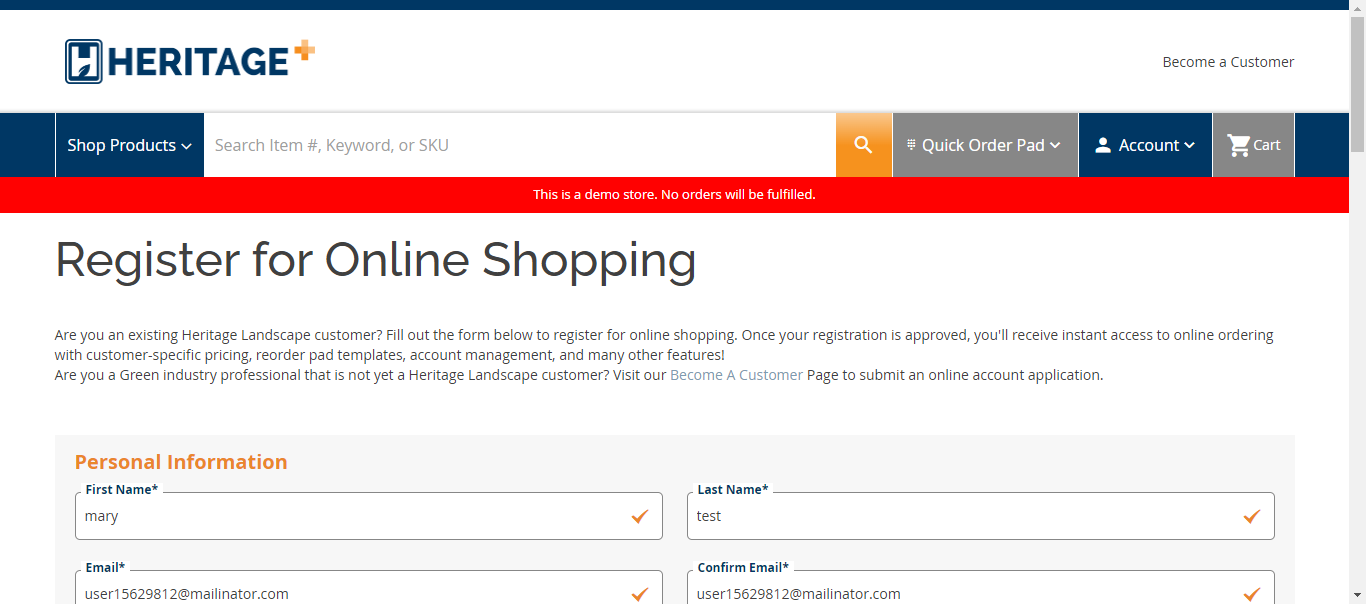 HERITAGE
Become a Customer
Shop Products
Search Item #, Keyword, or SKU
Quick Order Pad
Account
Cart
This is a demo store. No orders will be fulfilled.
Register for Online Shopping
Are you an existing Heritage Landscape customer? Fill out the form below to register for online shopping. Once your registration is approved, you'll receive instant access to online ordering
with customer-specific pricing, reorder pad templates, account management, and many other features!
Are you a Green industry professional that is not yet a Heritage Landscape customer? Visit our Become A Customer Page to submit an online account application.
Personal Information
First Name*
Last Name*
mary
test
Email*
Confirm Email*
user15629812@mailinator.com
user15629812@mailinator.com